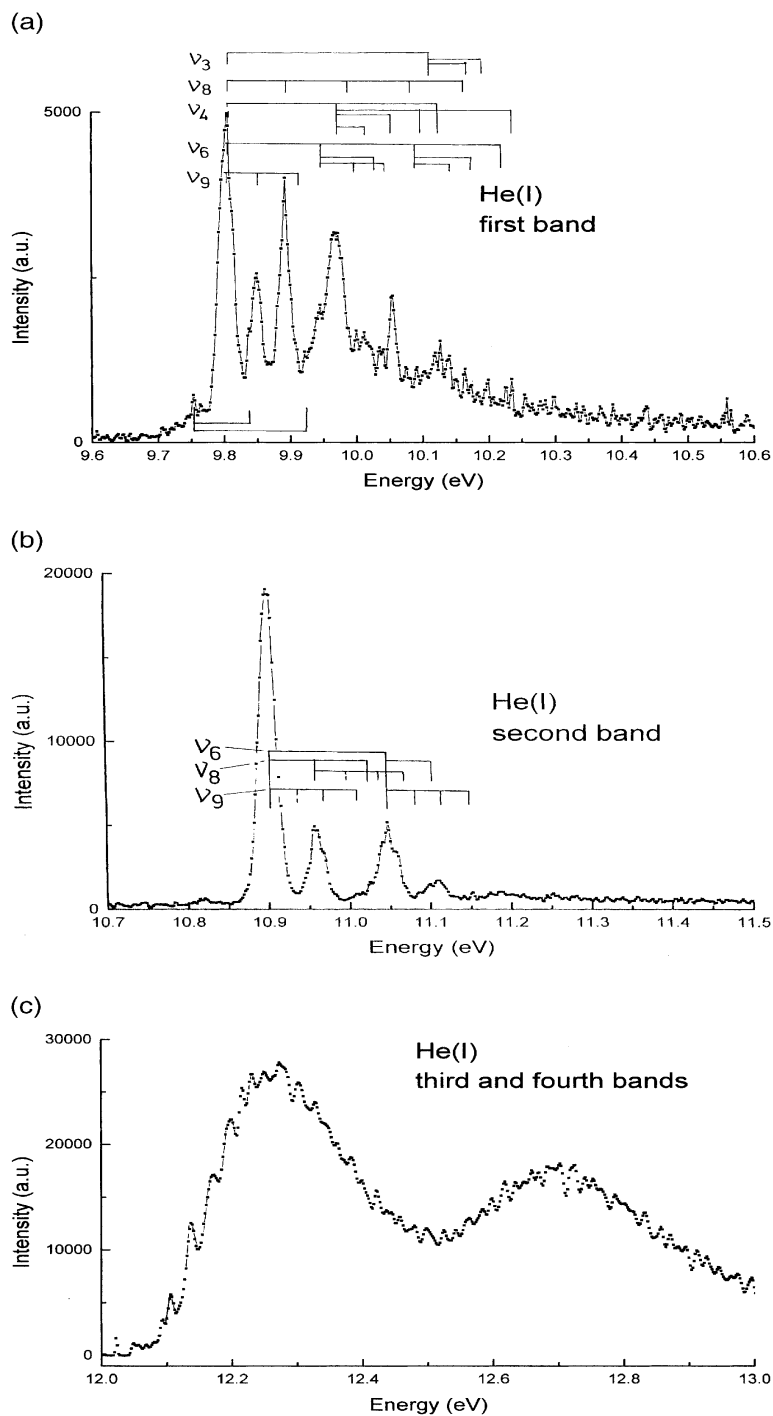 (a)
ν3
ν8
ν4
ν6
ν9
He(I)
first band
5000
0
Intensity (a.u.)
9.6 9.7 9.8 9.9 10.0 10.1 10.2 10.3 10.4 10.5 10.6
Energy (eV)
(b)
20000
10000
0
Intensity (a.u.)
He(I)
second band
ν6
ν8
ν9
10.7 10.8 10.9 11.0 11.1 11.2 11.3 11.4 11.5
Energy (eV)
(c)
30000
20000
10000
0
Intensity (a.u.)
He(I)
third and fourth bands
12.0 12.2 12.4 12.6 12.8 13.0
Energy (eV)